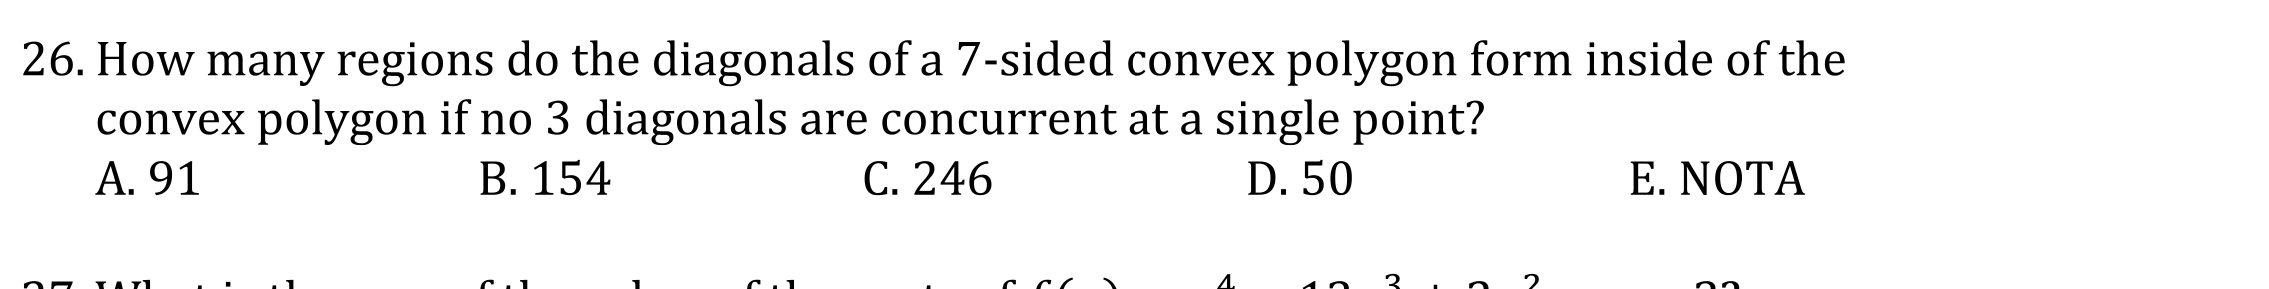 26. How many regions do the diagonals of a 7-sided convex polygon form inside of the
convex polygon if no 3 diagonals are concurrent at a single point?
A. 91 B. 154 C. 246 D. 50 E. NOTA